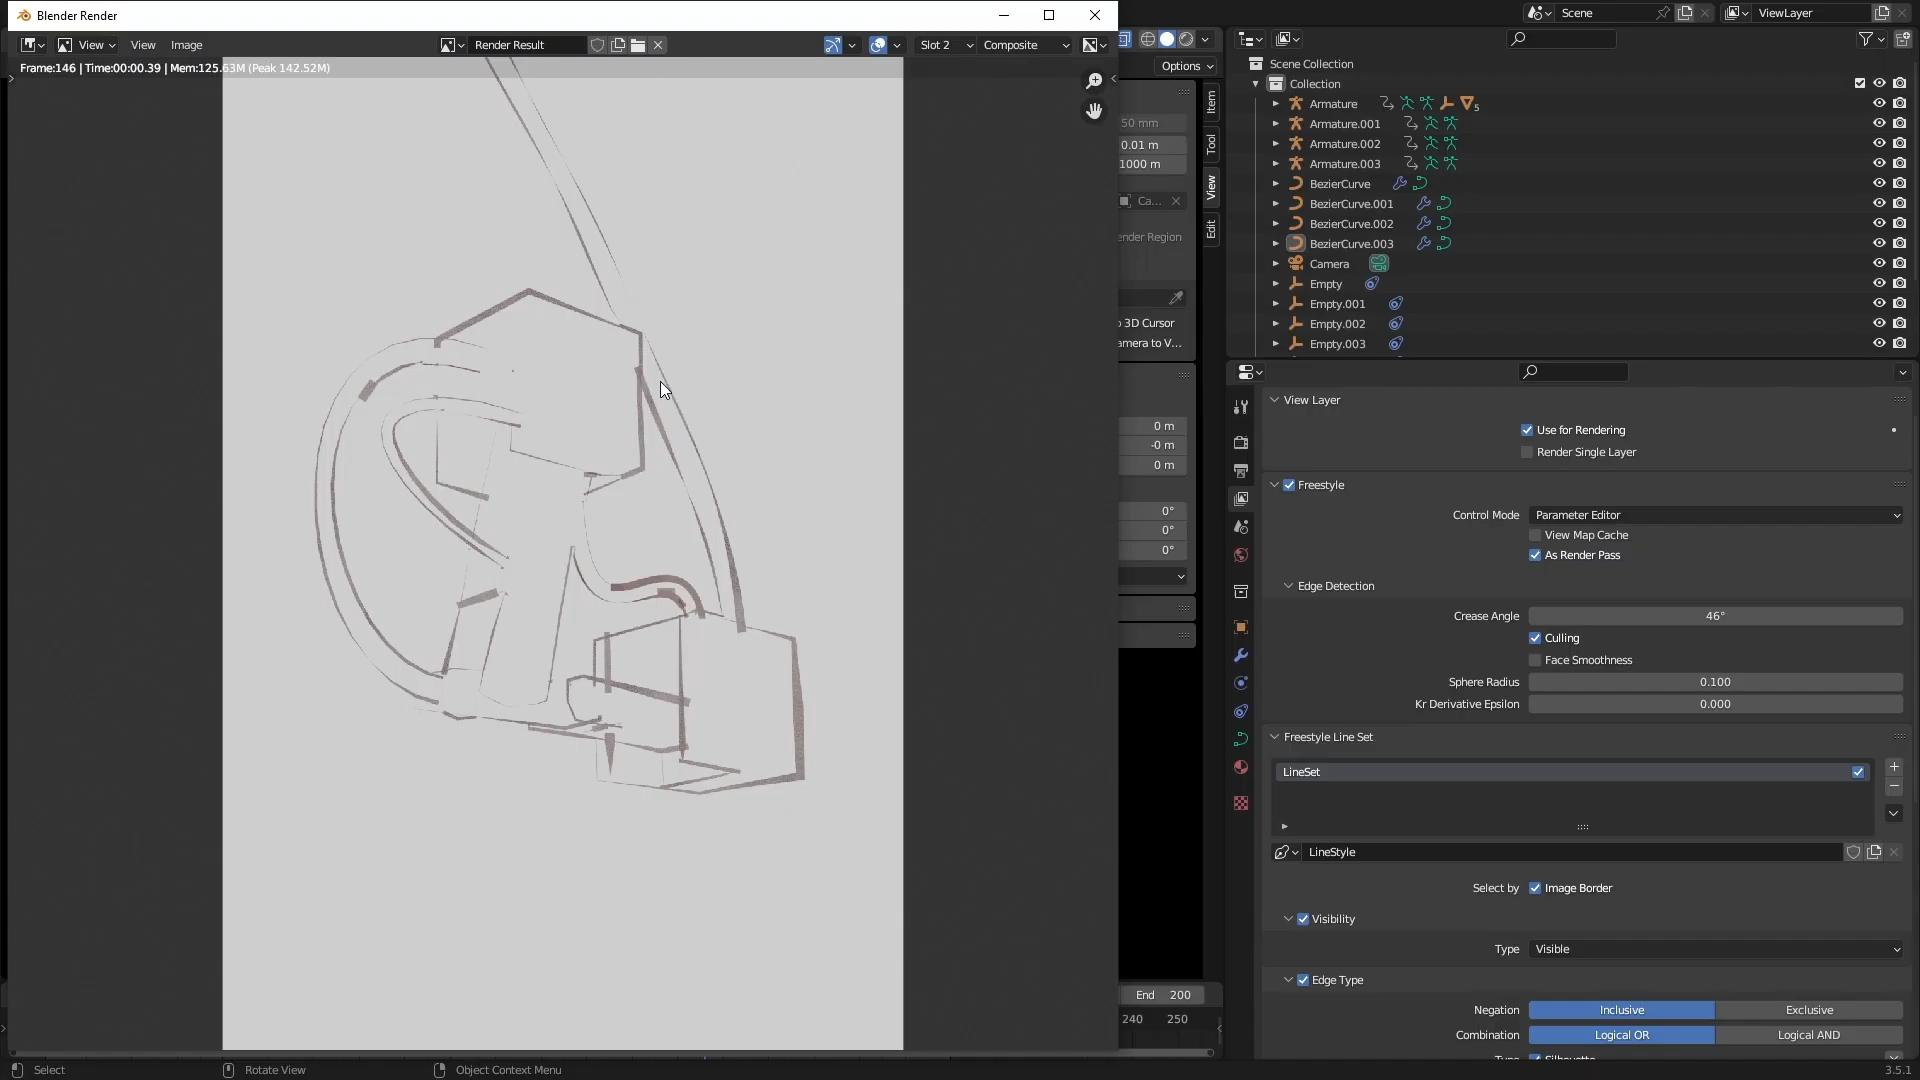 Blender Render
View
View
Image
Render Result
Slot 2
Composite
Frame:146 | Time:00:00.39 | Mem:125.63M (Peak 142.52M)
Options
Item
Tool
View
Edit
50 mm
0.01 m
1000 m
Ca...
ender Region
3D Cursor
amera to V...
0 m
-0 m
0 m
0°
0°
0°
End 200
240 250
Scene
ViewLayer
Scene Collection
Collection
Armature
5
Armature.001
Armature.002
Armature.003
BezierCurve
BezierCurve.001
BezierCurve.002
BezierCurve.003
Camera
Empty
Empty.001
Empty.002
Empty.003
View Layer
Use for Rendering
Render Single Layer
Freestyle
Control Mode Parameter Editor
View Map Cache
As Render Pass
Edge Detection
Crease Angle 46°
Culling
Face Smoothness
Sphere Radius 0.100
Kr Derivative Epsilon 0.000
Freestyle Line Set
LineSet
LineStyle
Select by Image Border
Visibility
Type Visible
Edge Type
Negation Inclusive Exclusive
Combination Logical OR Logical AND
Type Silhouette
Select
Rotate View
Object Context Menu
3.5.1